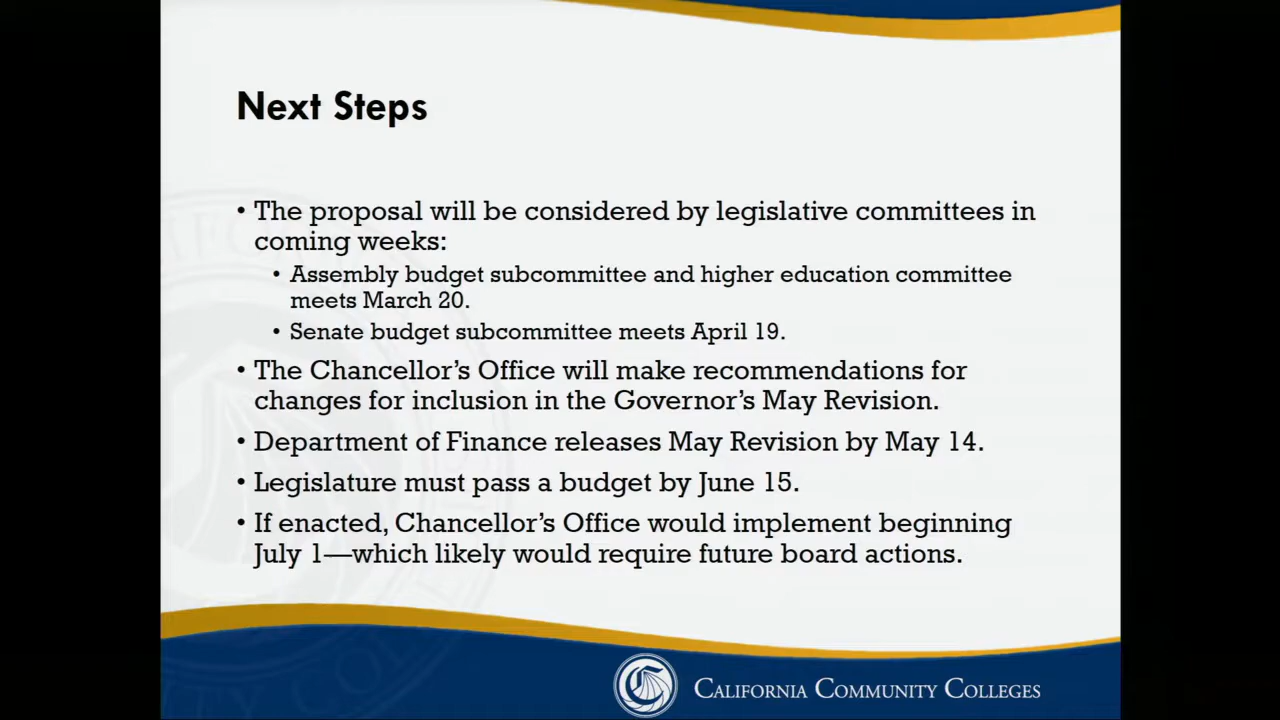 Next Steps
• The proposal will be considered by legislative committees in
coming weeks:
• Assembly budget subcommittee and higher education committee
meets March 20.
• Senate budget subcommittee meets April 19.
• The Chancellor’s Office will make recommendations for
changes for inclusion in the Governor’s May Revision.
• Department of Finance releases May Revision by May 14.
• Legislature must pass a budget by June 15.
• If enacted, Chancellor’s Office would implement beginning
July 1—which likely would require future board actions.
CALIFORNIA COMMUNITY COLLEGES